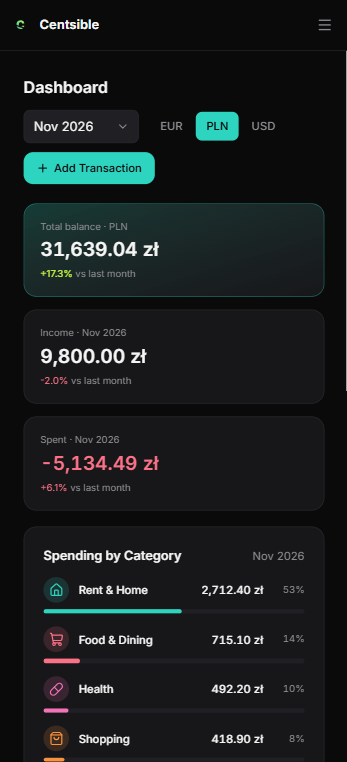 Centsible
Dashboard
Nov 2026
EUR PLN USD
+ Add Transaction
Total balance · PLN
31,639.04 zł
+17.3% vs last month
Income · Nov 2026
9,800.00 zł
-2.0% vs last month
Spent · Nov 2026
-5,134.49 zł
+6.1% vs last month
Spending by Category Nov 2026
Rent & Home 2,712.40 zł 53%
Food & Dining 715.10 zł 14%
Health 492.20 zł 10%
Shopping 418.90 zł 8%